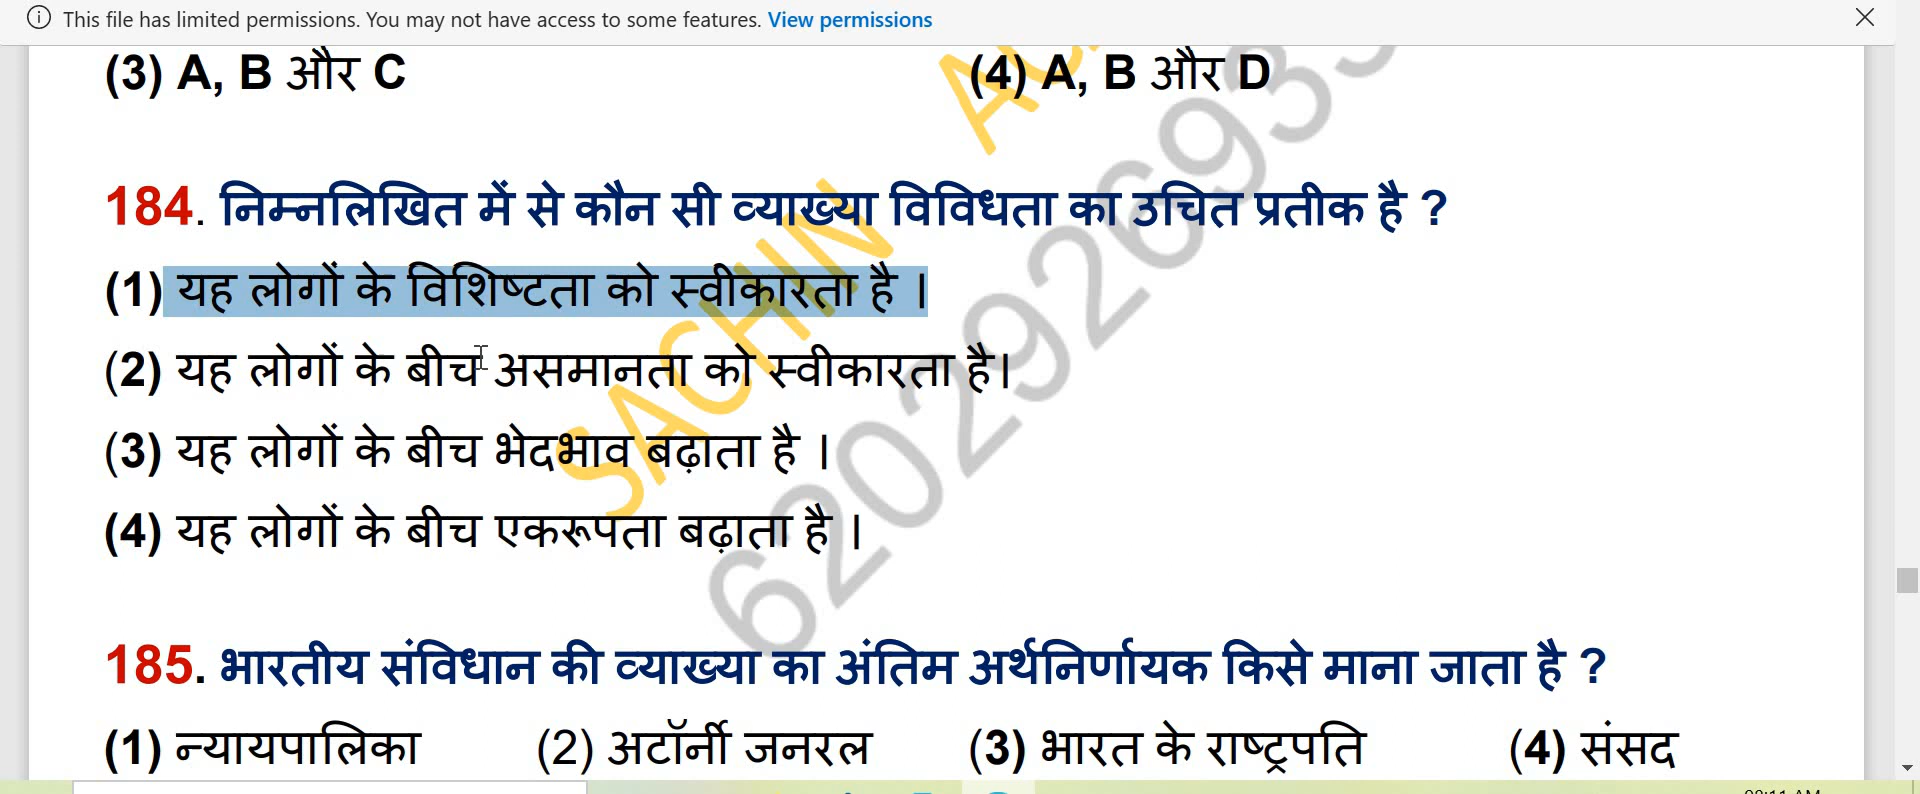 This file has limited permissions. You may not have access to some features. View permissions
(3) A, B और C (4) A, B और D
184. निम्नलिखित में से कौन सी व्याख्या विविधता का उचित प्रतीक है ?
(1) यह लोगों के विशिष्टता को स्वीकारता है ।
(2) यह लोगों के बीच असमानता को स्वीकारता है।
(3) यह लोगों के बीच भेदभाव बढ़ाता है ।
(4) यह लोगों के बीच एकरूपता बढ़ाता है ।
185. भारतीय संविधान की व्याख्या का अंतिम अर्थनिर्णायक किसे माना जाता है ?
(1) न्यायपालिका (2) अटॉर्नी जनरल (3) भारत के राष्ट्रपति (4) संसद
SACHIN